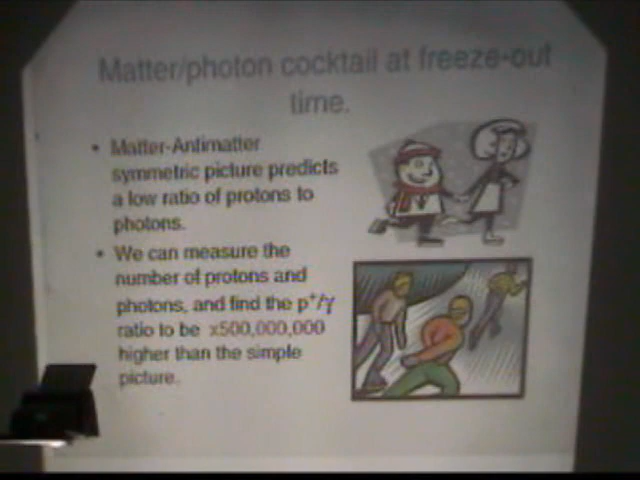 Matter/photon cocktail at freeze-out
time.
• Matter-Antimatter
symmetric picture predicts
a low ratio of protons to
photons.
• We can measure the
number of protons and
photons, and find the p⁺/γ
ratio to be x500,000,000
higher than the simple
picture.